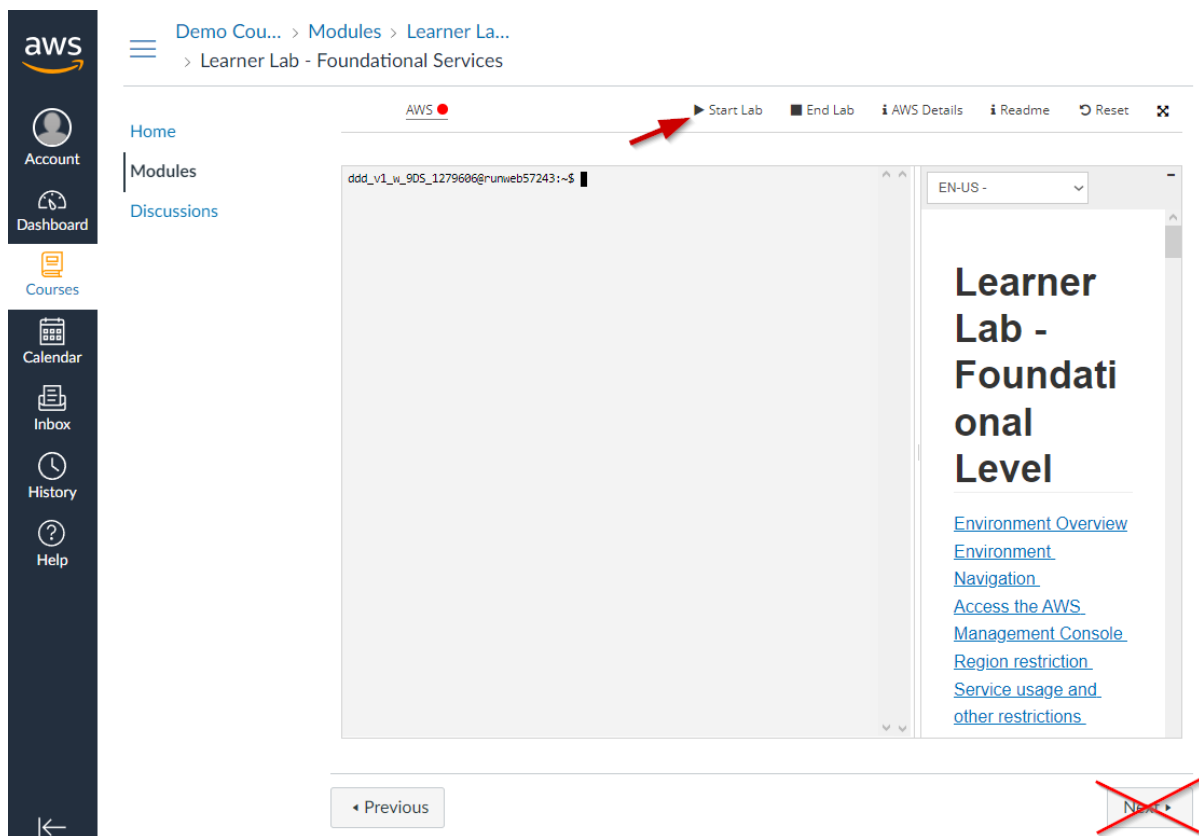 aws
Account
Dashboard
Courses
Calendar
Inbox
History
Help
Demo Cou... > Modules > Learner La...
> Learner Lab - Foundational Services
Home
Modules
Discussions
AWS
Start Lab
End Lab
AWS Details
Readme
Reset
ddd_v1_w_9DS_1279606@runweb57243:~$
EN-US -
Learner
Lab -
Foundati
onal
Level
Environment Overview
Environment
Navigation
Access the AWS
Management Console
Region restriction
Service usage and
other restrictions
Previous
Next